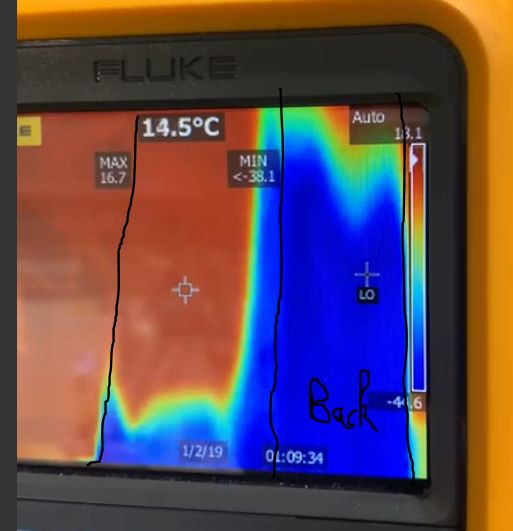 FLUKE
E
14.5°C
Auto
18.1
MAX
16.7
MIN
<-38.1
LO
Back
-44.6
1/2/19
01:09:34